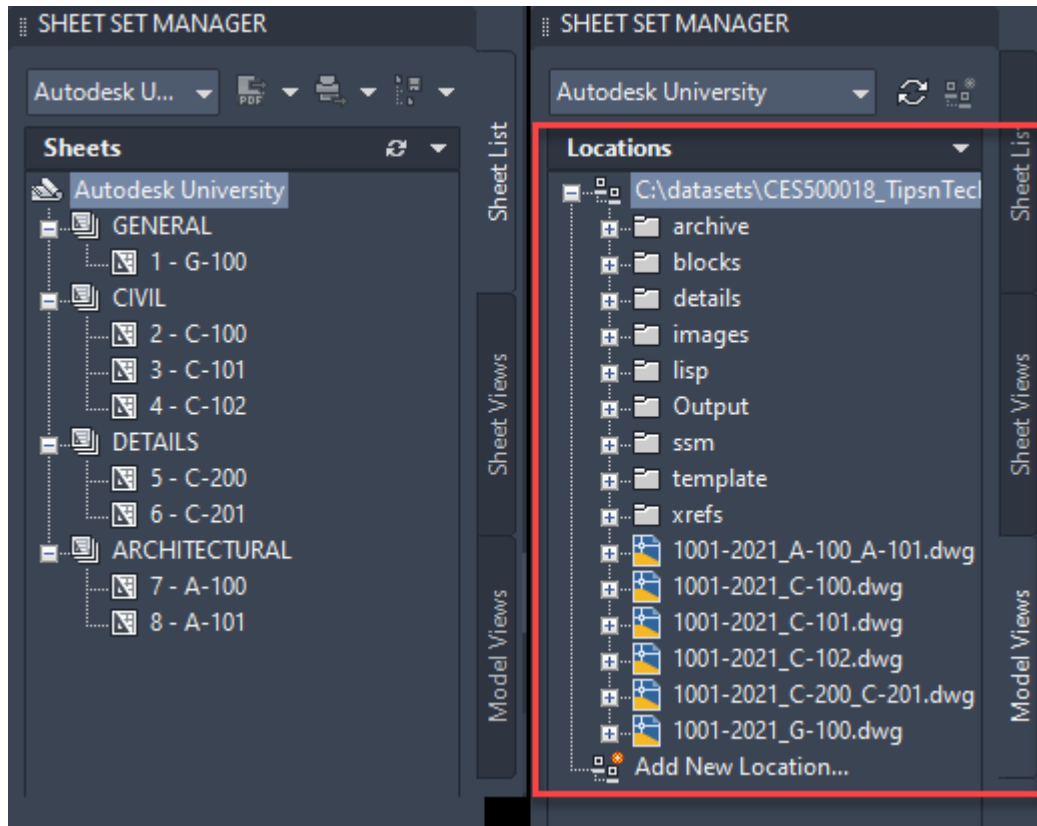 SHEET SET MANAGER
Autodesk U...
PDF
Sheets
Autodesk University
GENERAL
1 - G-100
CIVIL
2 - C-100
3 - C-101
4 - C-102
DETAILS
5 - C-200
6 - C-201
ARCHITECTURAL
7 - A-100
8 - A-101
Sheet List
Sheet Views
Model Views
SHEET SET MANAGER
Autodesk University
Locations
C:\datasets\CES500018_TipsnTecl
archive
blocks
details
images
lisp
Output
ssm
template
xrefs
1001-2021_A-100_A-101.dwg
1001-2021_C-100.dwg
1001-2021_C-101.dwg
1001-2021_C-102.dwg
1001-2021_C-200_C-201.dwg
1001-2021_G-100.dwg
Add New Location...
Sheet List
Sheet Views
Model Views